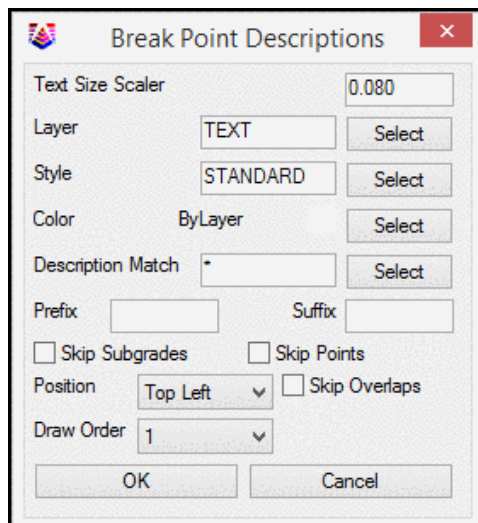 Break Point Descriptions
Text Size Scaler 0.080
Layer TEXT Select
Style STANDARD Select
Color ByLayer Select
Description Match * Select
Prefix Suffix
Skip Subgrades Skip Points
Position Top Left Skip Overlaps
Draw Order 1
OK Cancel